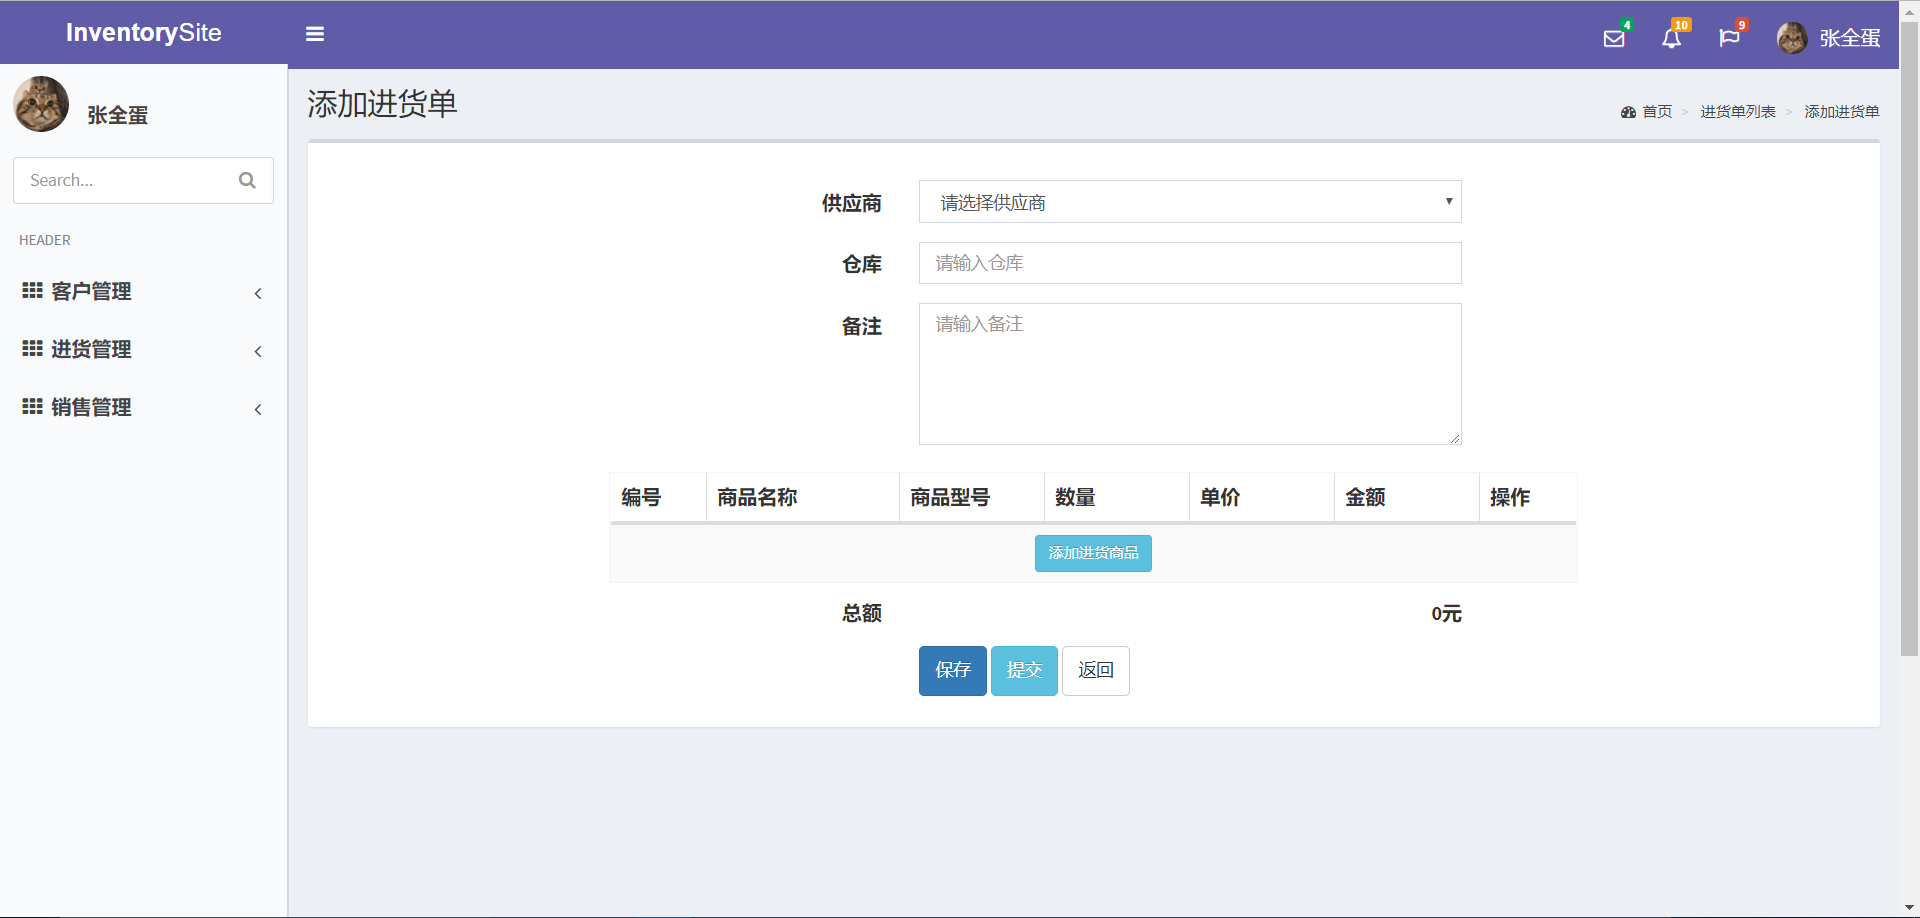 InventorySite
4
10
9
张全蛋
张全蛋
Search...
HEADER
客户管理
进货管理
销售管理
添加进货单
首页 > 进货单列表 > 添加进货单
供应商 请选择供应商
仓库 请输入仓库
备注 请输入备注
编号 商品名称 商品型号 数量 单价 金额 操作
添加进货商品
总额 0元
保存 提交 返回